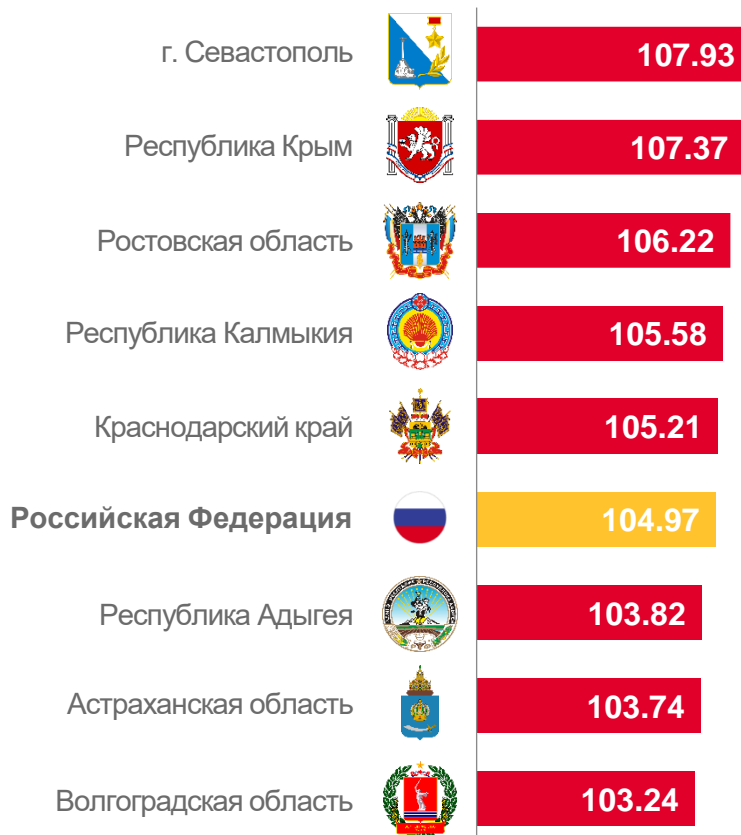 г. Севастополь 107.93
Республика Крым 107.37
Ростовская область 106.22
Республика Калмыкия 105.58
Краснодарский край 105.21
Российская Федерация 104.97
Республика Адыгея 103.82
Астраханская область 103.74
Волгоградская область 103.24